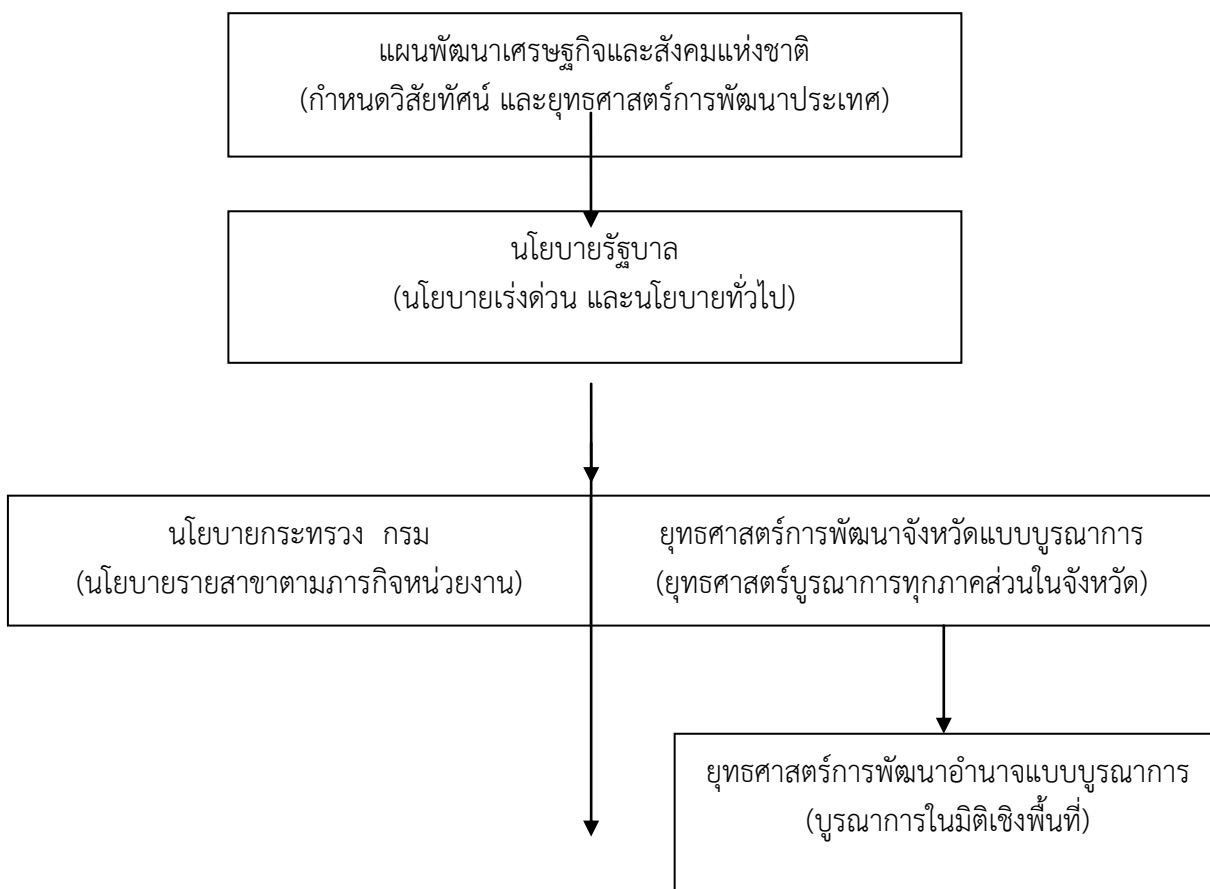 แผนพัฒนาเศรษฐกิจและสังคมแห่งชาติ
(กำหนดวิสัยทัศน์ และยุทธศาสตร์การพัฒนาประเทศ)
นโยบายรัฐบาล
(นโยบายเร่งด่วน และนโยบายทั่วไป)
นโยบายกระทรวง กรม
(นโยบายรายสาขาตามภารกิจหน่วยงาน)
ยุทธศาสตร์การพัฒนาจังหวัดแบบบูรณาการ
(ยุทธศาสตร์บูรณาการทุกภาคส่วนในจังหวัด)
ยุทธศาสตร์การพัฒนาอำนาจแบบบูรณาการ
(บูรณาการในมิติเชิงพื้นที่)